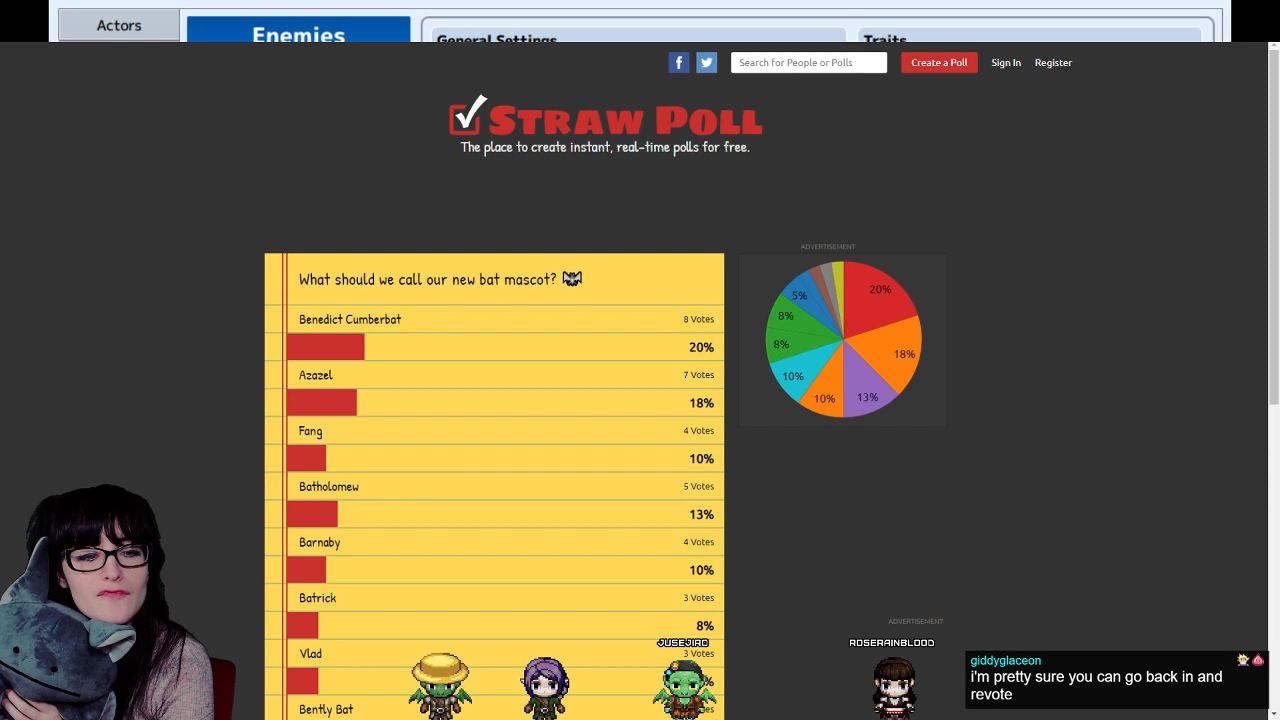 Actors
Enemies
General Settings
Traits
f
Search for People or Polls
Create a Poll
Sign In
Register
STRAW POLL
The place to create instant, real-time polls for free.
ADVERTISEMENT
What should we call our new bat mascot?
Benedict Cumberbat
8 Votes
20%
Azazel
7 Votes
18%
Fang
4 Votes
10%
Batholomew
5 Votes
13%
Barnaby
4 Votes
10%
Batrick
3 Votes
8%
Vlad
3 Votes
Bently Bat
20%
18%
13%
10%
10%
8%
8%
5%
ADVERTISEMENT
JUSEJIRO
ROSERAINBLOOD
giddyglaceon
i'm pretty sure you can go back in and
revote